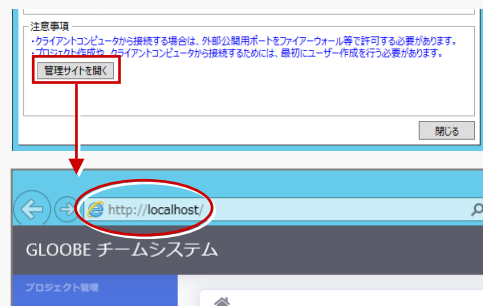 注意事項
・クライアントコンピュータから接続する場合は、外部公開用ポートをファイアーウォール等で許可する必要があります。
・プロジェクト作成や、クライアントコンピュータから接続するためには、最初にユーザー作成を行う必要があります。
管理サイトを開く
閉じる
http://localhost/
GLOOBE チームシステム
プロジェクト管理